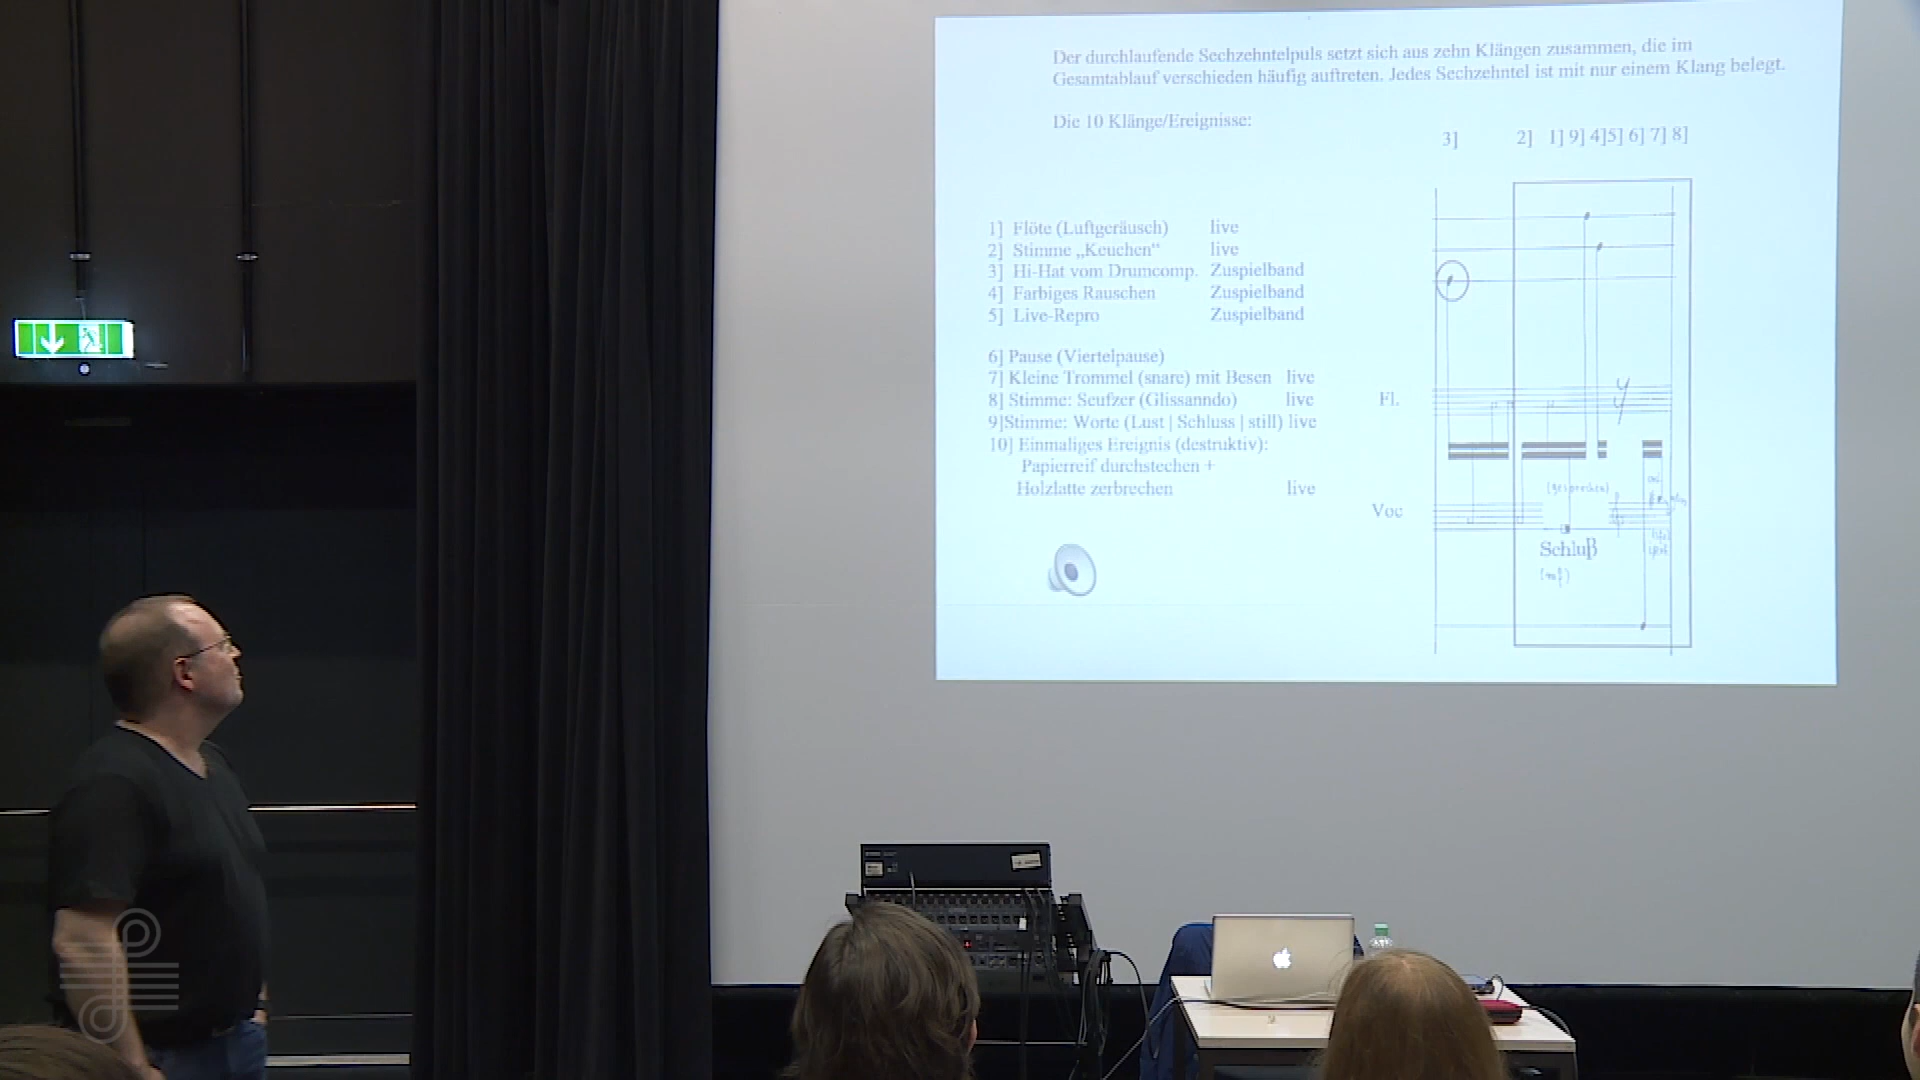 Der durchlaufende Sechzehntelpuls setzt sich aus zehn Klängen zusammen, die im
Gesamtablauf verschieden häufig auftreten. Jedes Sechzehntel ist mit nur einem Klang belegt.
Die 10 Klänge/Ereignisse:
3] 2] 1] 9] 4]5] 6] 7] 8]
1] Flöte (Luftgeräusch) live
2] Stimme „Keuchen“ live
3] Hi-Hat vom Drumcomp. Zuspielband
4] Farbiges Rauschen Zuspielband
5] Live-Repro Zuspielband
6] Pause (Viertelpause)
7] Kleine Trommel (snare) mit Besen live
8] Stimme: Seufzer (Glissanndo) live
9]Stimme: Worte (Lust | Schluss | still) live
10] Einmaliges Ereignis (destruktiv):
Papierreif durchstechen +
Holzlatte zerbrechen live
Fl.
(gesprochen)
Voc
Schluß
(mf)